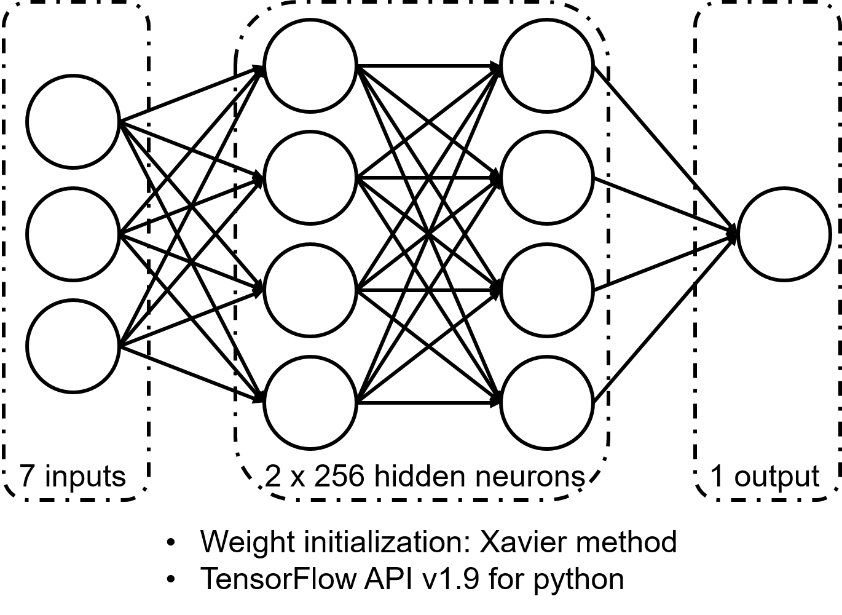 7 inputs
2 x 256 hidden neurons
1 output
• Weight initialization: Xavier method
• TensorFlow API v1.9 for python